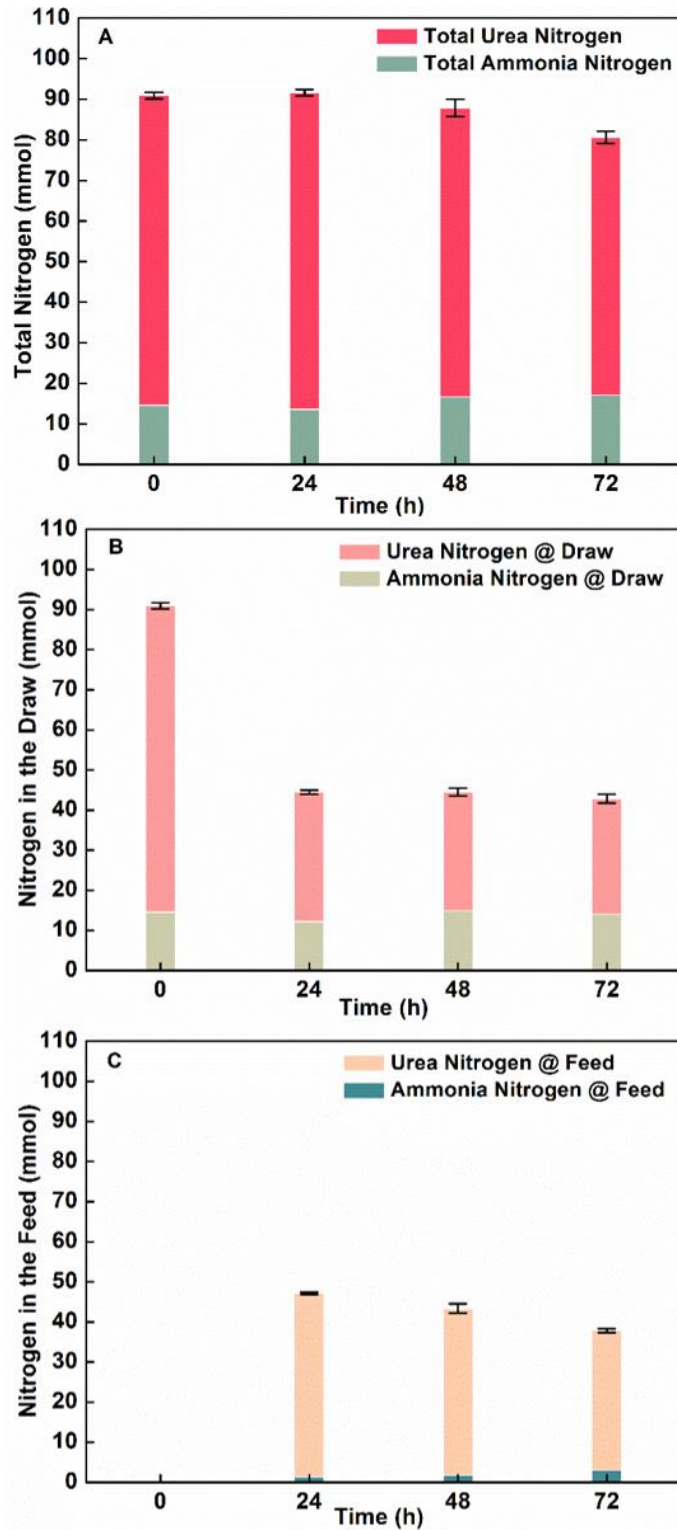 A
Total Urea Nitrogen
Total Ammonia Nitrogen
Total Nitrogen (mmol)
110
100
90
80
70
60
50
40
30
20
10
0
0 24 48 72
Time (h)
B
Urea Nitrogen @ Draw
Ammonia Nitrogen @ Draw
Nitrogen in the Draw (mmol)
110
100
90
80
70
60
50
40
30
20
10
0
0 24 48 72
Time (h)
C
Urea Nitrogen @ Feed
Ammonia Nitrogen @ Feed
Nitrogen in the Feed (mmol)
110
100
90
80
70
60
50
40
30
20
10
0
0 24 48 72
Time (h)